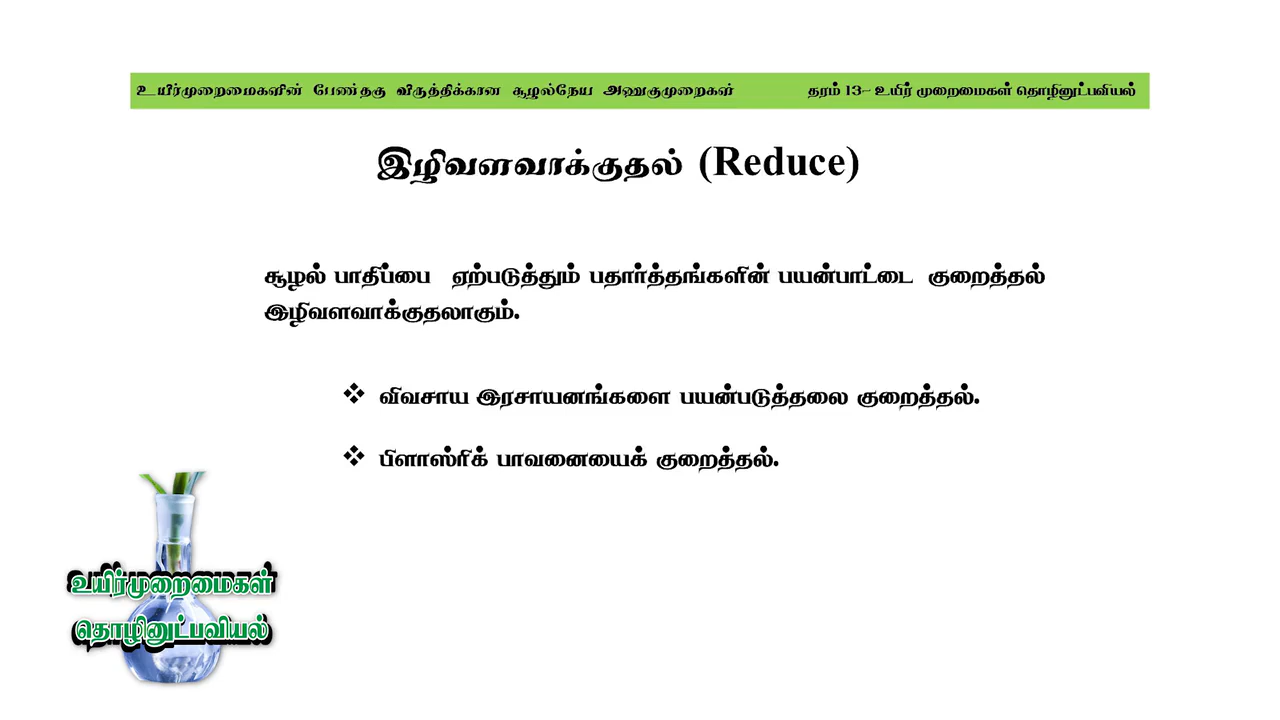 உயிர்முறைமைகளின் பேண்தகு விருத்திக்கான சூழல்நேய அணுகுமுறைகள் தரம் 13- உயிர் முறைமைகள் தொழினுட்பவியல்
இழிவளவாக்குதல் (Reduce)
சூழல் பாதிப்பை ஏற்படுத்தும் பதார்த்தங்களின் பயன்பாட்டை குறைத்தல்
இழிவளவாக்குதலாகும்.
❖ விவசாய இரசாயனங்களை பயன்படுத்தலை குறைத்தல்.
❖ பிளாஸ்ரிக் பாவனையைக் குறைத்தல்.
உயிர்முறைமைகள்
தொழினுட்பவியல்